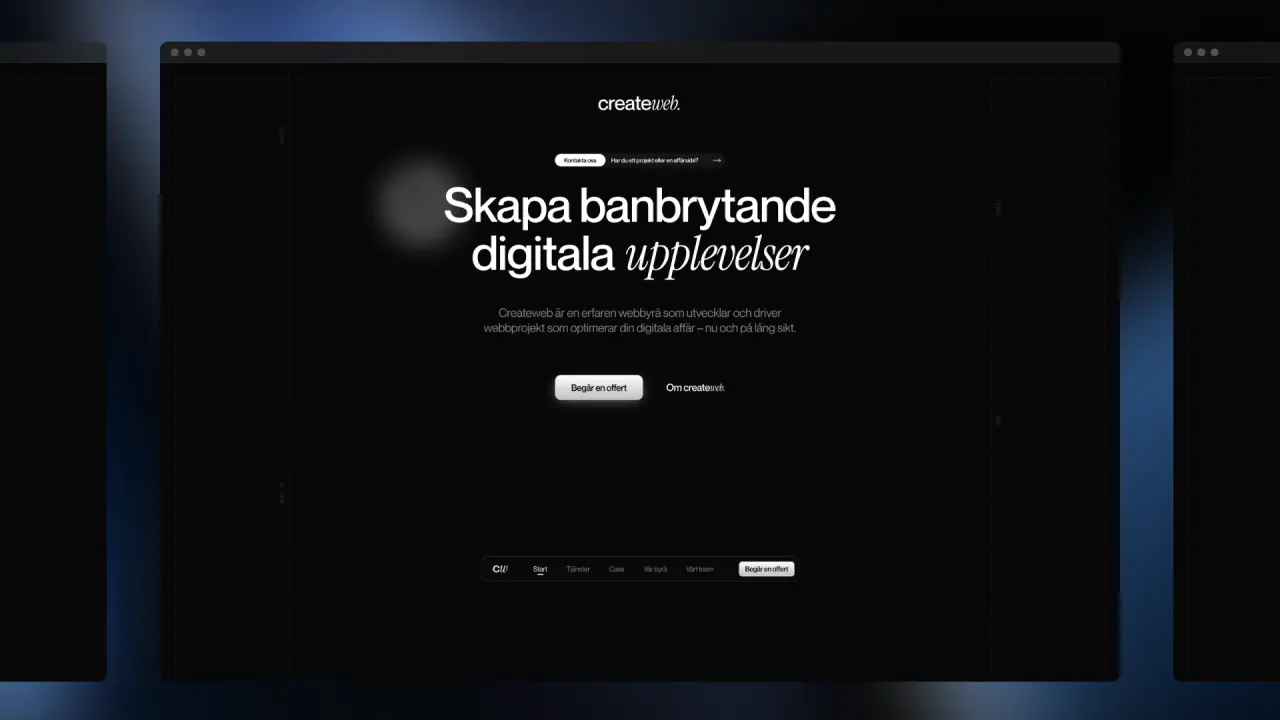 createweb.
Kontakta oss Har du ett projekt eller en affärsidé? →
Skapa banbrytande
digitala upplevelser
Createweb är en erfaren webbyrå som utvecklar och driver
webbprojekt som optimerar din digitala affär – nu och på lång sikt.
Begär en offert Om createweb.
CW Start Tjänster Case Vår byrå Vårt team Begär en offert